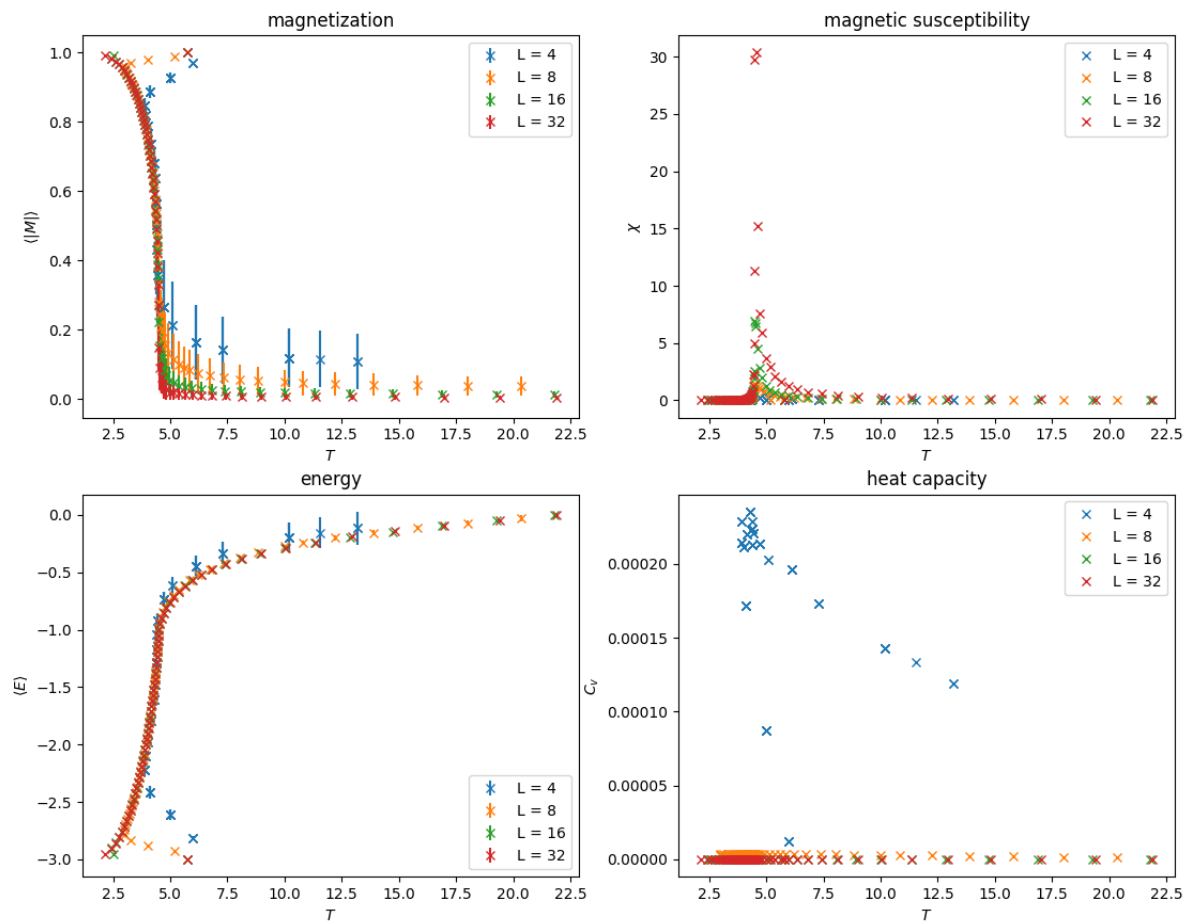 magnetization
1.0
0.8
0.6
0.4
0.2
0.0
⟨|M|⟩
L = 4
L = 8
L = 16
L = 32
2.5 5.0 7.5 10.0 12.5 15.0 17.5 20.0 22.5
T
magnetic susceptibility
30
25
20
15
10
5
0
χ
L = 4
L = 8
L = 16
L = 32
2.5 5.0 7.5 10.0 12.5 15.0 17.5 20.0 22.5
T
energy
0.0
−0.5
−1.0
−1.5
−2.0
−2.5
−3.0
⟨E⟩
L = 4
L = 8
L = 16
L = 32
2.5 5.0 7.5 10.0 12.5 15.0 17.5 20.0 22.5
T
heat capacity
0.00020
0.00015
0.00010
0.00005
0.00000
Cᵥ
L = 4
L = 8
L = 16
L = 32
2.5 5.0 7.5 10.0 12.5 15.0 17.5 20.0 22.5
T